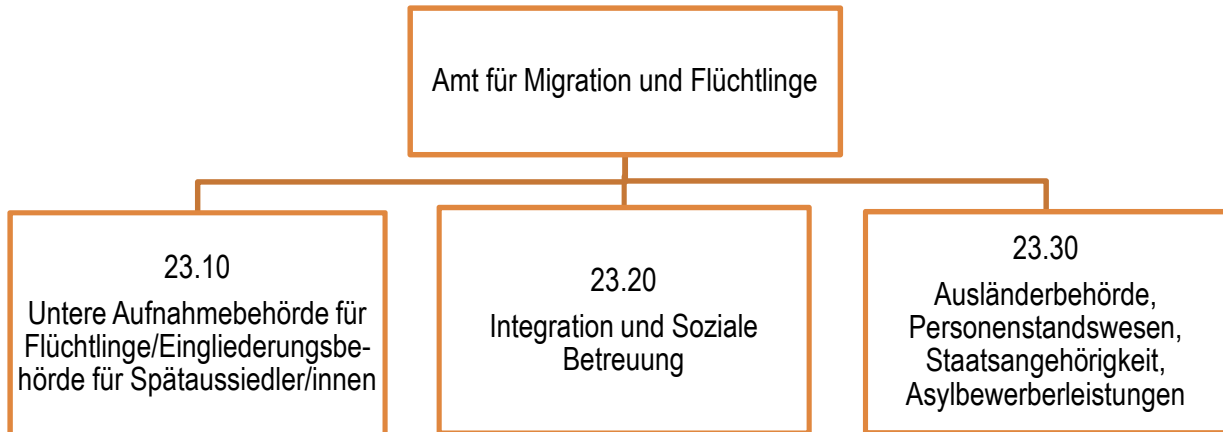 Amt für Migration und Flüchtlinge
23.10
Untere Aufnahmebehörde für
Flüchtlinge/Eingliederungsbe-
hörde für Spätaussiedler/innen
23.20
Integration und Soziale
Betreuung
23.30
Ausländerbehörde,
Personenstandswesen,
Staatsangehörigkeit,
Asylbewerberleistungen